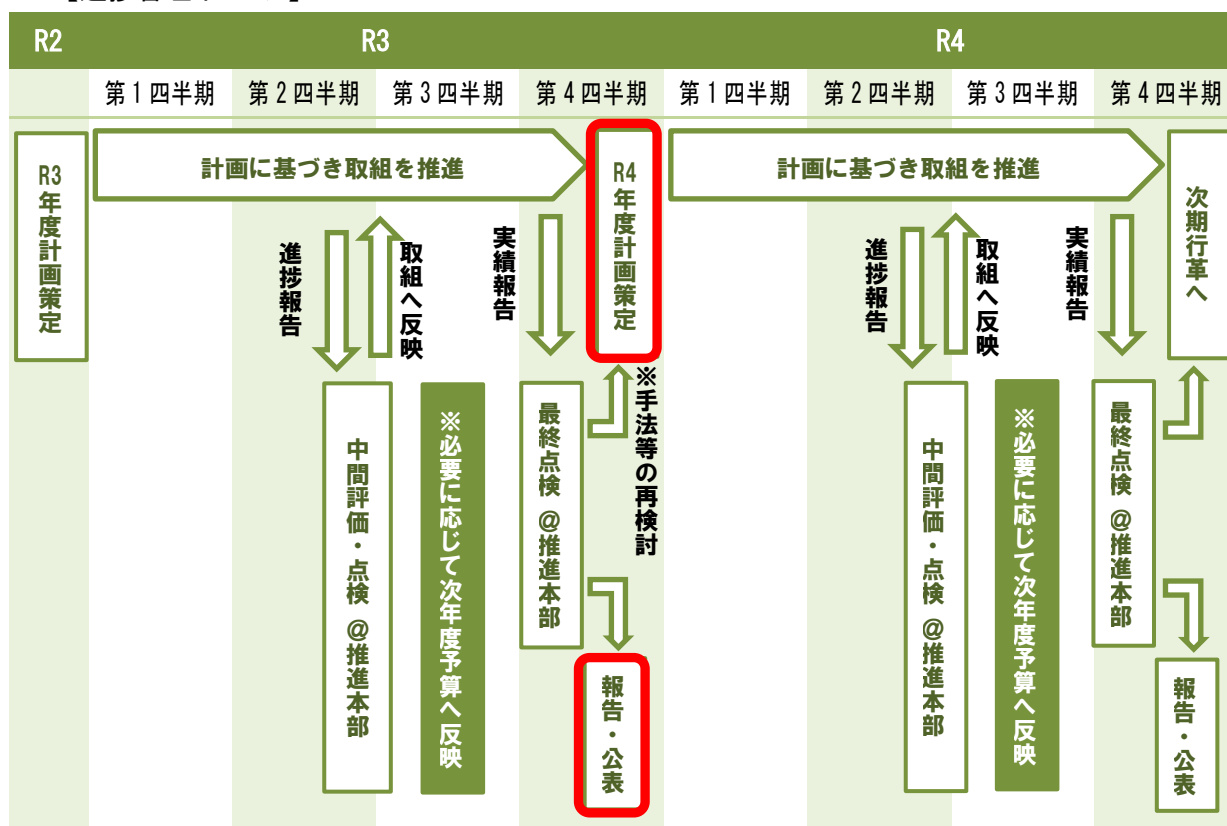 R2
R3
R4
第1四半期
第2四半期
第3四半期
第4四半期
第1四半期
第2四半期
第3四半期
第4四半期
R3年度計画策定
計画に基づき取組を推進
進捗報告
取組へ反映
実績報告
R4年度計画策定
※手法等の再検討
中間評価・点検 @推進本部
※必要に応じて次年度予算へ反映
最終点検 @推進本部
報告・公表
計画に基づき取組を推進
進捗報告
取組へ反映
実績報告
次期行革へ
中間評価・点検 @推進本部
※必要に応じて次年度予算へ反映
最終点検 @推進本部
報告・公表